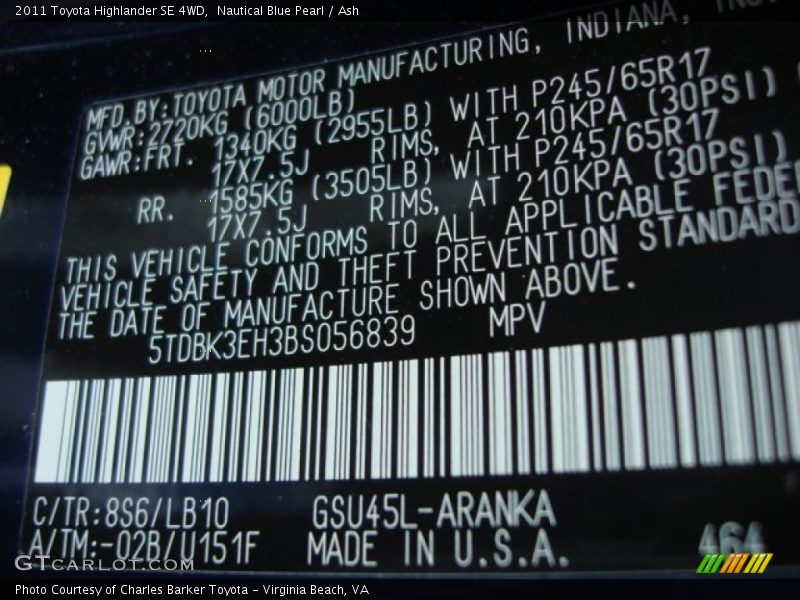 2011 Toyota Highlander SE 4WD,  Nautical Blue Pearl / Ash
MFD.BY:TOYOTA MOTOR MANUFACTURING, INDIANA,
GVWR:2720KG (6000LB)
GAWR:FRT. 1340KG (2955LB) WITH P245/65R17
17X7.5J RIMS, AT 210KPA (30PSI)
RR. 1585KG (3505LB) WITH P245/65R17
17X7.5J RIMS, AT 210KPA (30PSI)
THIS VEHICLE CONFORMS TO ALL APPLICABLE FEDE
VEHICLE SAFETY AND THEFT PREVENTION STANDARD
THE DATE OF MANUFACTURE SHOWN ABOVE.
5TDBK3EH3BS056839 MPV
C/TR:8S6/LB10 GSU45L-ARANKA
A/TM:-02B/U151F MADE IN U.S.A. 46A
GTCARLOT.COM
Photo Courtesy of Charles Barker Toyota - Virginia Beach, VA